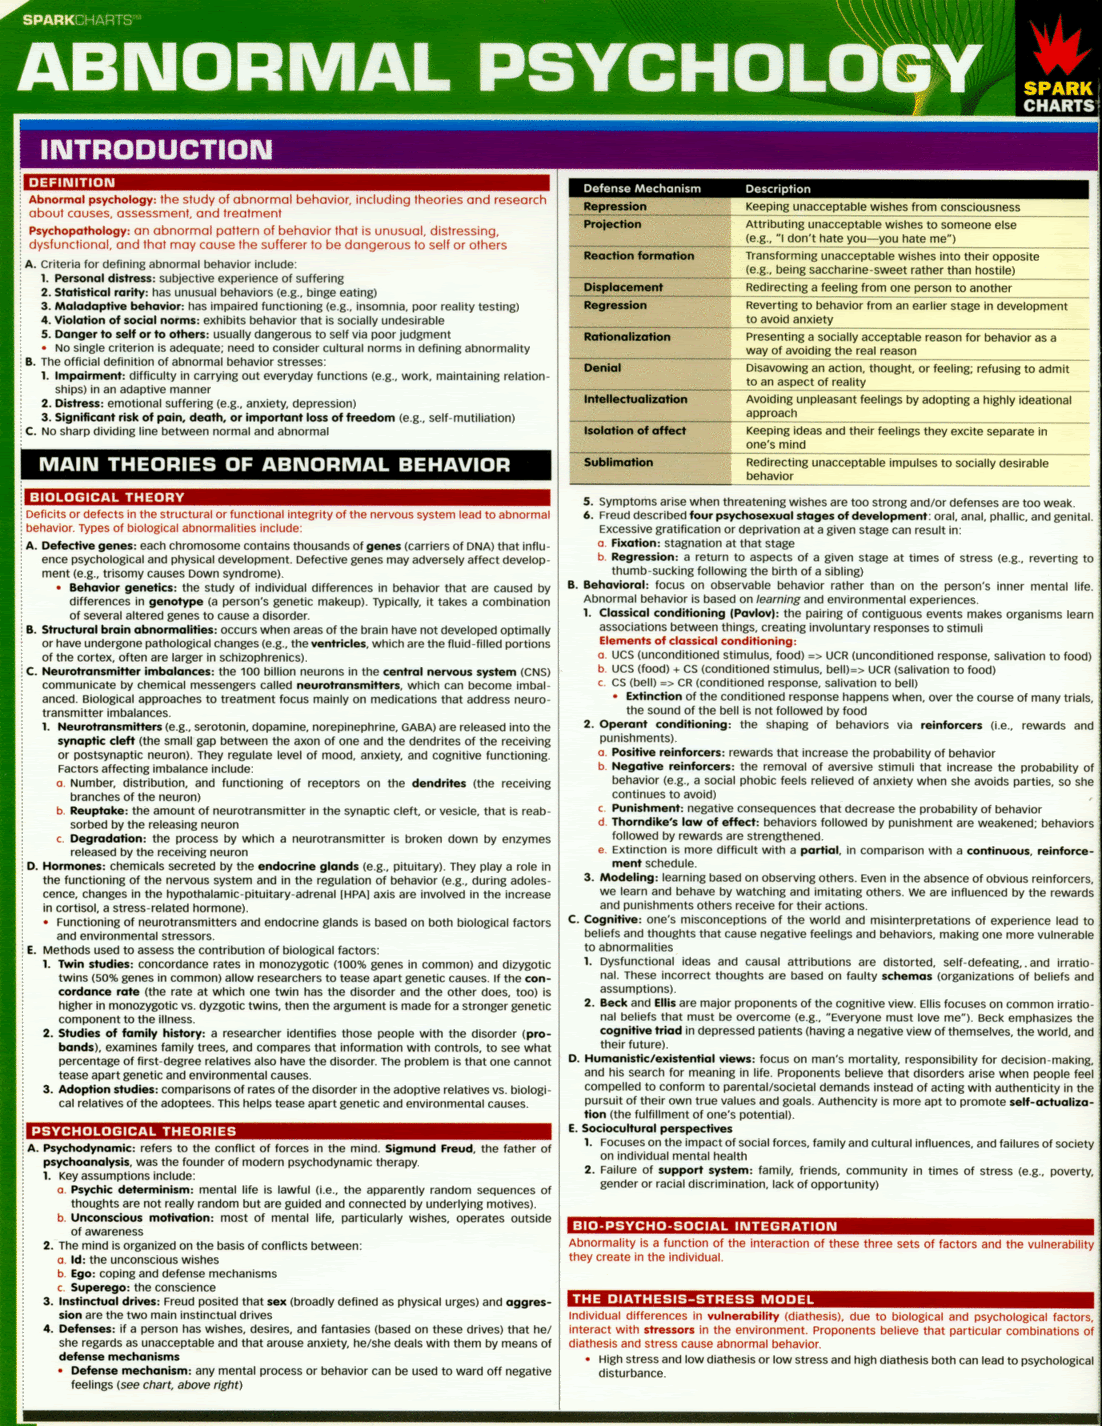 SPARKCHARTS™
ABNORMAL PSYCHOLOGY
SPARK
CHARTS
INTRODUCTION
DEFINITION
Abnormal psychology: the study of abnormal behavior, including theories and research
about causes, assessment, and treatment
Psychopathology: an abnormal pattern of behavior that is unusual, distressing,
dysfunctional, and that may cause the sufferer to be dangerous to self or others
A. Criteria for defining abnormal behavior include:
1. Personal distress: subjective experience of suffering
2. Statistical rarity: has unusual behaviors (e.g., binge eating)
3. Maladaptive behavior: has impaired functioning (e.g., insomnia, poor reality testing)
4. Violation of social norms: exhibits behavior that is socially undesirable
5. Danger to self or to others: usually dangerous to self via poor judgment
• No single criterion is adequate; need to consider cultural norms in defining abnormality
B. The official definition of abnormal behavior stresses:
1. Impairment: difficulty in carrying out everyday functions (e.g., work, maintaining relation-
ships) in an adaptive manner
2. Distress: emotional suffering (e.g., anxiety, depression)
3. Significant risk of pain, death, or important loss of freedom (e.g., self-mutiliation)
C. No sharp dividing line between normal and abnormal
MAIN THEORIES OF ABNORMAL BEHAVIOR
BIOLOGICAL THEORY
Deficits or defects in the structural or functional integrity of the nervous system lead to abnormal
behavior. Types of biological abnormalities include:
A. Defective genes: each chromosome contains thousands of genes (carriers of DNA) that influ-
ence psychological and physical development. Defective genes may adversely affect develop-
ment (e.g., trisomy causes Down syndrome).
• Behavior genetics: the study of individual differences in behavior that are caused by
differences in genotype (a person's genetic makeup). Typically, it takes a combination
of several altered genes to cause a disorder.
B. Structural brain abnormalities: occurs when areas of the brain have not developed optimally
or have undergone pathological changes (e.g., the ventricles, which are the fluid-filled portions
of the cortex, often are larger in schizophrenics).
C. Neurotransmitter imbalances: the 100 billion neurons in the central nervous system (CNS)
communicate by chemical messengers called neurotransmitters, which can become imbal-
anced. Biological approaches to treatment focus mainly on medications that address neuro-
transmitter imbalances.
1. Neurotransmitters (e.g., serotonin, dopamine, norepinephrine, GABA) are released into the
synaptic cleft (the small gap between the axon of one and the dendrites of the receiving
or postsynaptic neuron). They regulate level of mood, anxiety, and cognitive functioning.
Factors affecting imbalance include:
a. Number, distribution, and functioning of receptors on the dendrites (the receiving
branches of the neuron)
b. Reuptake: the amount of neurotransmitter in the synaptic cleft, or vesicle, that is reab-
sorbed by the releasing neuron
c. Degradation: the process by which a neurotransmitter is broken down by enzymes
released by the receiving neuron
D. Hormones: chemicals secreted by the endocrine glands (e.g., pituitary). They play a role in
the functioning of the nervous system and in the regulation of behavior (e.g., during adoles-
cence, changes in the hypothalamic-pituitary-adrenal [HPA] axis are involved in the increase
in cortisol, a stress-related hormone).
• Functioning of neurotransmitters and endocrine glands is based on both biological factors
and environmental stressors.
E. Methods used to assess the contribution of biological factors:
1. Twin studies: concordance rates in monozygotic (100% genes in common) and dizygotic
twins (50% genes in common) allow researchers to tease apart genetic causes. If the con-
cordance rate (the rate at which one twin has the disorder and the other does, too) is
higher in monozygotic vs. dyzgotic twins, then the argument is made for a stronger genetic
component to the illness.
2. Studies of family history: a researcher identifies those people with the disorder (pro-
bands), examines family trees, and compares that information with controls, to see what
percentage of first-degree relatives also have the disorder. The problem is that one cannot
tease apart genetic and environmental causes.
3. Adoption studies: comparisons of rates of the disorder in the adoptive relatives vs. biologi-
cal relatives of the adoptees. This helps tease apart genetic and environmental causes.
PSYCHOLOGICAL THEORIES
A. Psychodynamic: refers to the conflict of forces in the mind. Sigmund Freud, the father of
psychoanalysis, was the founder of modern psychodynamic therapy.
1. Key assumptions include:
a. Psychic determinism: mental life is lawful (i.e., the apparently random sequences of
thoughts are not really random but are guided and connected by underlying motives).
b. Unconscious motivation: most of mental life, particularly wishes, operates outside
of awareness
2. The mind is organized on the basis of conflicts between:
a. Id: the unconscious wishes
b. Ego: coping and defense mechanisms
c. Superego: the conscience
3. Instinctual drives: Freud posited that sex (broadly defined as physical urges) and aggres-
sion are the two main instinctual drives
4. Defenses: if a person has wishes, desires, and fantasies (based on these drives) that he/
she regards as unacceptable and that arouse anxiety, he/she deals with them by means of
defense mechanisms
• Defense mechanism: any mental process or behavior can be used to ward off negative
feelings (see chart, above right)
Defense Mechanism Description
Repression Keeping unacceptable wishes from consciousness
Projection Attributing unacceptable wishes to someone else
(e.g., "I don't hate you—you hate me")
Reaction formation Transforming unacceptable wishes into their opposite
(e.g., being saccharine-sweet rather than hostile)
Displacement Redirecting a feeling from one person to another
Regression Reverting to behavior from an earlier stage in development
to avoid anxiety
Rationalization Presenting a socially acceptable reason for behavior as a
way of avoiding the real reason
Denial Disavowing an action, thought, or feeling; refusing to admit
to an aspect of reality
Intellectualization Avoiding unpleasant feelings by adopting a highly ideational
approach
Isolation of affect Keeping ideas and their feelings they excite separate in
one's mind
Sublimation Redirecting unacceptable impulses to socially desirable
behavior
5. Symptoms arise when threatening wishes are too strong and/or defenses are too weak.
6. Freud described four psychosexual stages of development: oral, anal, phallic, and genital.
Excessive gratification or deprivation at a given stage can result in:
a. Fixation: stagnation at that stage
b. Regression: a return to aspects of a given stage at times of stress (e.g., reverting to
thumb-sucking following the birth of a sibling)
B. Behavioral: focus on observable behavior rather than on the person's inner mental life.
Abnormal behavior is based on learning and environmental experiences.
1. Classical conditioning (Pavlov): the pairing of contiguous events makes organisms learn
associations between things, creating involuntary responses to stimuli
Elements of classical conditioning:
a. UCS (unconditioned stimulus, food) => UCR (unconditioned response, salivation to food)
b. UCS (food) + CS (conditioned stimulus, bell)=> UCR (salivation to food)
c. CS (bell) => CR (conditioned response, salivation to bell)
• Extinction of the conditioned response happens when, over the course of many trials,
the sound of the bell is not followed by food
2. Operant conditioning: the shaping of behaviors via reinforcers (i.e., rewards and
punishments).
a. Positive reinforcers: rewards that increase the probability of behavior
b. Negative reinforcers: the removal of aversive stimuli that increase the probability of
behavior (e.g., a social phobic feels relieved of anxiety when she avoids parties, so she
continues to avoid)
c. Punishment: negative consequences that decrease the probability of behavior
d. Thorndike's law of effect: behaviors followed by punishment are weakened; behaviors
followed by rewards are strengthened.
e. Extinction is more difficult with a partial, in comparison with a continuous, reinforce-
ment schedule.
3. Modeling: learning based on observing others. Even in the absence of obvious reinforcers,
we learn and behave by watching and imitating others. We are influenced by the rewards
and punishments others receive for their actions.
C. Cognitive: one's misconceptions of the world and misinterpretations of experience lead to
beliefs and thoughts that cause negative feelings and behaviors, making one more vulnerable
to abnormalities
1. Dysfunctional ideas and causal attributions are distorted, self-defeating, , and irratio-
nal. These incorrect thoughts are based on faulty schemas (organizations of beliefs and
assumptions).
2. Beck and Ellis are major proponents of the cognitive view. Ellis focuses on common irratio-
nal beliefs that must be overcome (e.g., "Everyone must love me"). Beck emphasizes the
cognitive triad in depressed patients (having a negative view of themselves, the world, and
their future).
D. Humanistic/existential views: focus on man's mortality, responsibility for decision-making,
and his search for meaning in life. Proponents believe that disorders arise when people feel
compelled to conform to parental/societal demands instead of acting with authenticity in the
pursuit of their own true values and goals. Authencity is more apt to promote self-actualiza-
tion (the fulfillment of one's potential).
E. Sociocultural perspectives
1. Focuses on the impact of social forces, family and cultural influences, and failures of society
on individual mental health
2. Failure of support system: family, friends, community in times of stress (e.g., poverty,
gender or racial discrimination, lack of opportunity)
BIO-PSYCHO-SOCIAL INTEGRATION
Abnormality is a function of the interaction of these three sets of factors and the vulnerability
they create in the individual.
THE DIATHESIS–STRESS MODEL
Individual differences in vulnerability (diathesis), due to biological and psychological factors,
interact with stressors in the environment. Proponents believe that particular combinations of
diathesis and stress cause abnormal behavior.
• High stress and low diathesis or low stress and high diathesis both can lead to psychological
disturbance.